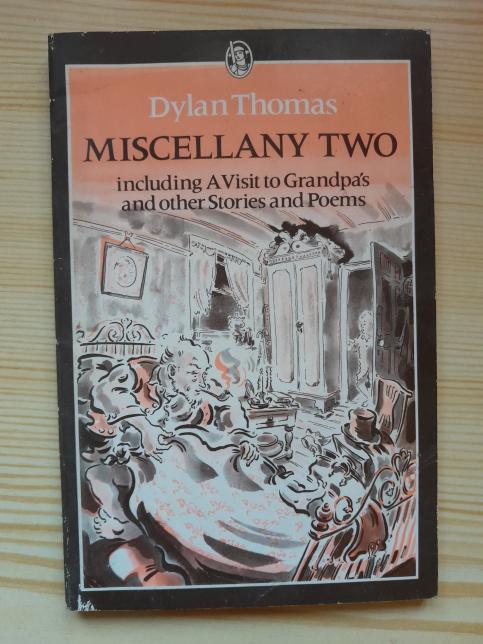 Dylan Thomas
MISCELLANY TWO
including A Visit to Grandpa's
and other Stories and Poems